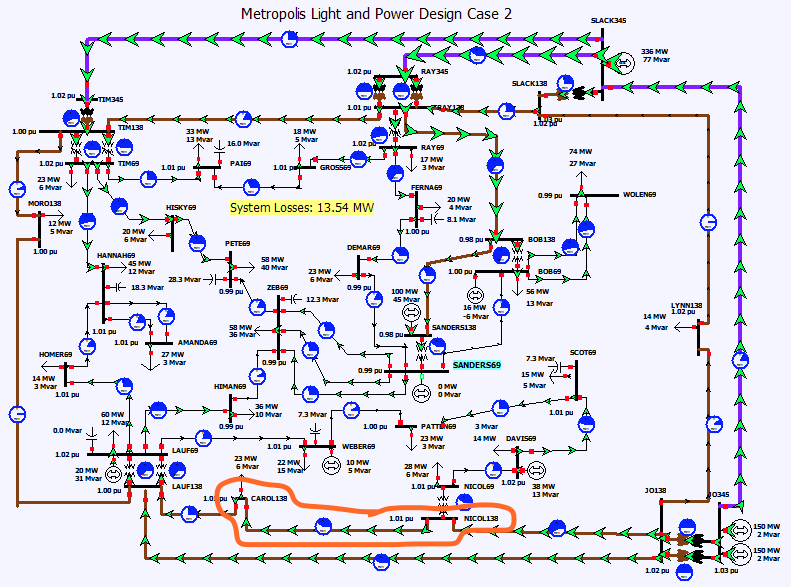 Metropolis Light and Power Design Case 2
SLACK345
336 MW
77 Mvar
1.02 pu
RAY345
SLACK138
1.02 pu
TIM345
1.01 pu
RAY138
1.03 pu
1.02 pu
1.00 pu
TIM138
33 MW
13 Mvar
16.0 Mvar
18 MW
5 Mvar
1.02 pu
RAY69
74 MW
27 Mvar
1.02 pu
TIM69
1.01 pu
PAI69
1.01 pu
GROSS69
17 MW
3 Mvar
23 MW
6 Mvar
FERNA69
20 MW
4 Mvar
8.1 Mvar
0.99 pu
WOLEN69
MORO138
12 MW
5 Mvar
HISKY69
System Losses: 13.54 MW
20 MW
6 Mvar
1.00 pu
1.00 pu
PETE69
DEMAR69
0.98 pu
BOB138
HANNAH69
45 MW
12 Mvar
58 MW
40 Mvar
23 MW
6 Mvar
1.00 pu
BOB69
28.3 Mvar
0.99 pu
ZEB69
0.99 pu
18.3 Mvar
12.3 Mvar
100 MW
45 Mvar
56 MW
13 Mvar
16 MW
-6 Mvar
LYNN138
14 MW
4 Mvar
1.01 pu
58 MW
36 Mvar
SANDERS138
0.98 pu
1.01 pu
AMANDA69
1.01 pu
HOMER69
27 MW
3 Mvar
0.99 pu
0.99 pu
SANDERS69
7.3 Mvar
SCOT69
15 MW
5 Mvar
14 MW
3 Mvar
1.01 pu
HIMAN69
0 MW
0 Mvar
36 MW
10 Mvar
0.99 pu
7.3 Mvar
1.01 pu
60 MW
12 Mvar
0.0 Mvar
1.00 pu
PATTEN69
3 Mvar
14 MW
23 MW
3 Mvar
DAVIS69
1.02 pu
LAUF69
1.01 pu
WEBER69
20 MW
31 Mvar
23 MW
6 Mvar
22 MW
15 Mvar
10 MW
5 Mvar
28 MW
6 Mvar
1.02 pu
38 MW
13 Mvar
1.00 pu
LAUF138
1.01 pu
NICOL69
1.01 pu
CAROL138
JO138
JO345
1.01 pu
NICOL138
150 MW
2 Mvar
150 MW
2 Mvar
1.02 pu
1.03 pu